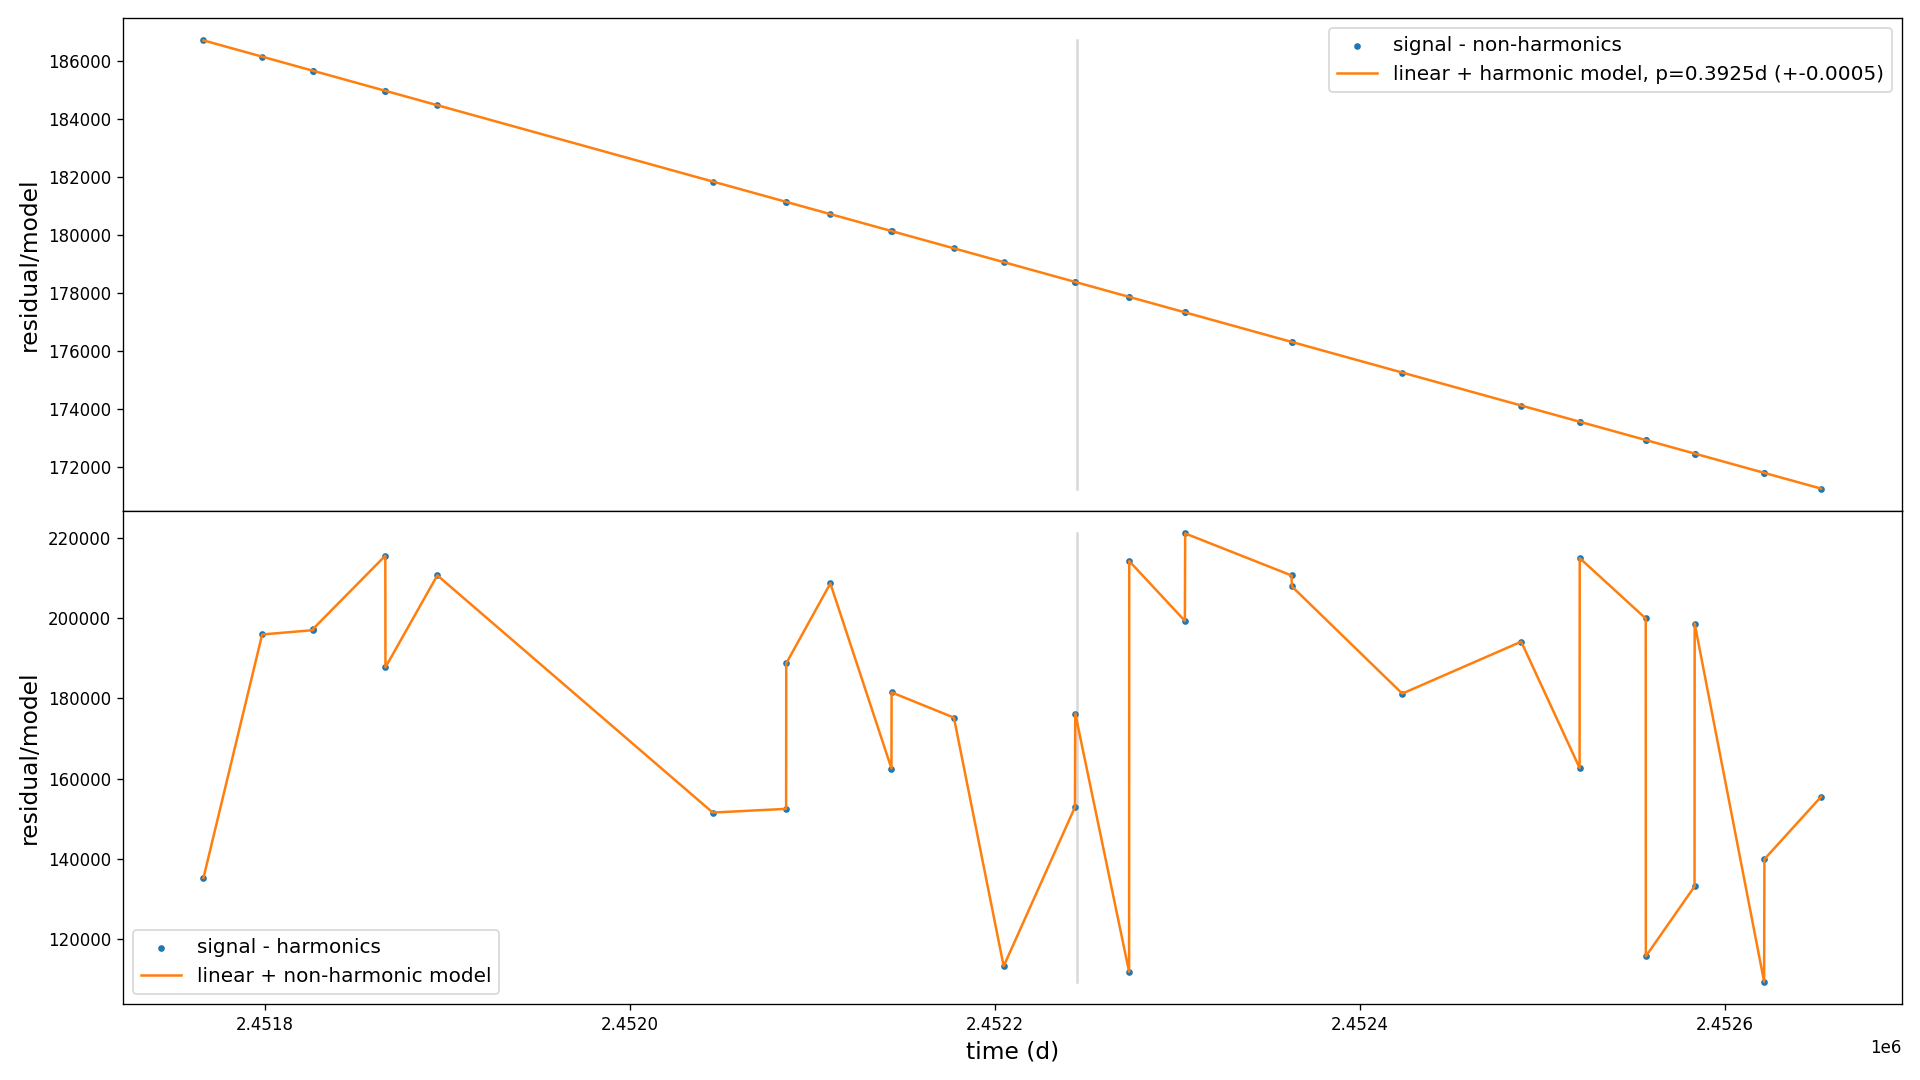 186000
184000
182000
180000
178000
176000
174000
172000
residual/model
signal - non-harmonics
linear + harmonic model, p=0.3925d (+-0.0005)
220000
200000
180000
160000
140000
120000
residual/model
signal - harmonics
linear + non-harmonic model
2.4518
2.4520
2.4522
2.4524
2.4526
1e6
time (d)